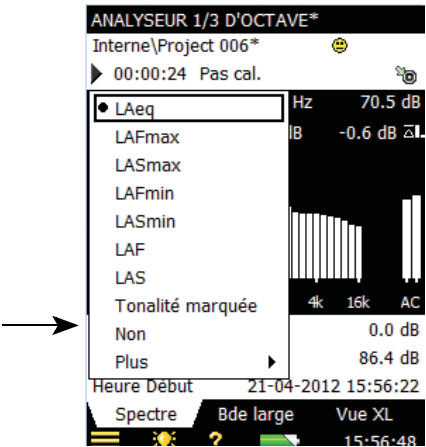 ANALYSEUR 1/3 D'OCTAVE*
Interne\Project 006*
00:00:24 Pas cal.
LAeq
Hz 70.5 dB
LAFmax
B -0.6 dB
LASmax
LAFmin
LASmin
LAF
LAS
Tonalité marquée
4k 16k AC
Non
0.0 dB
Plus
86.4 dB
Heure Début 21-04-2012 15:56:22
Spectre Bde large Vue XL
? 15:56:48